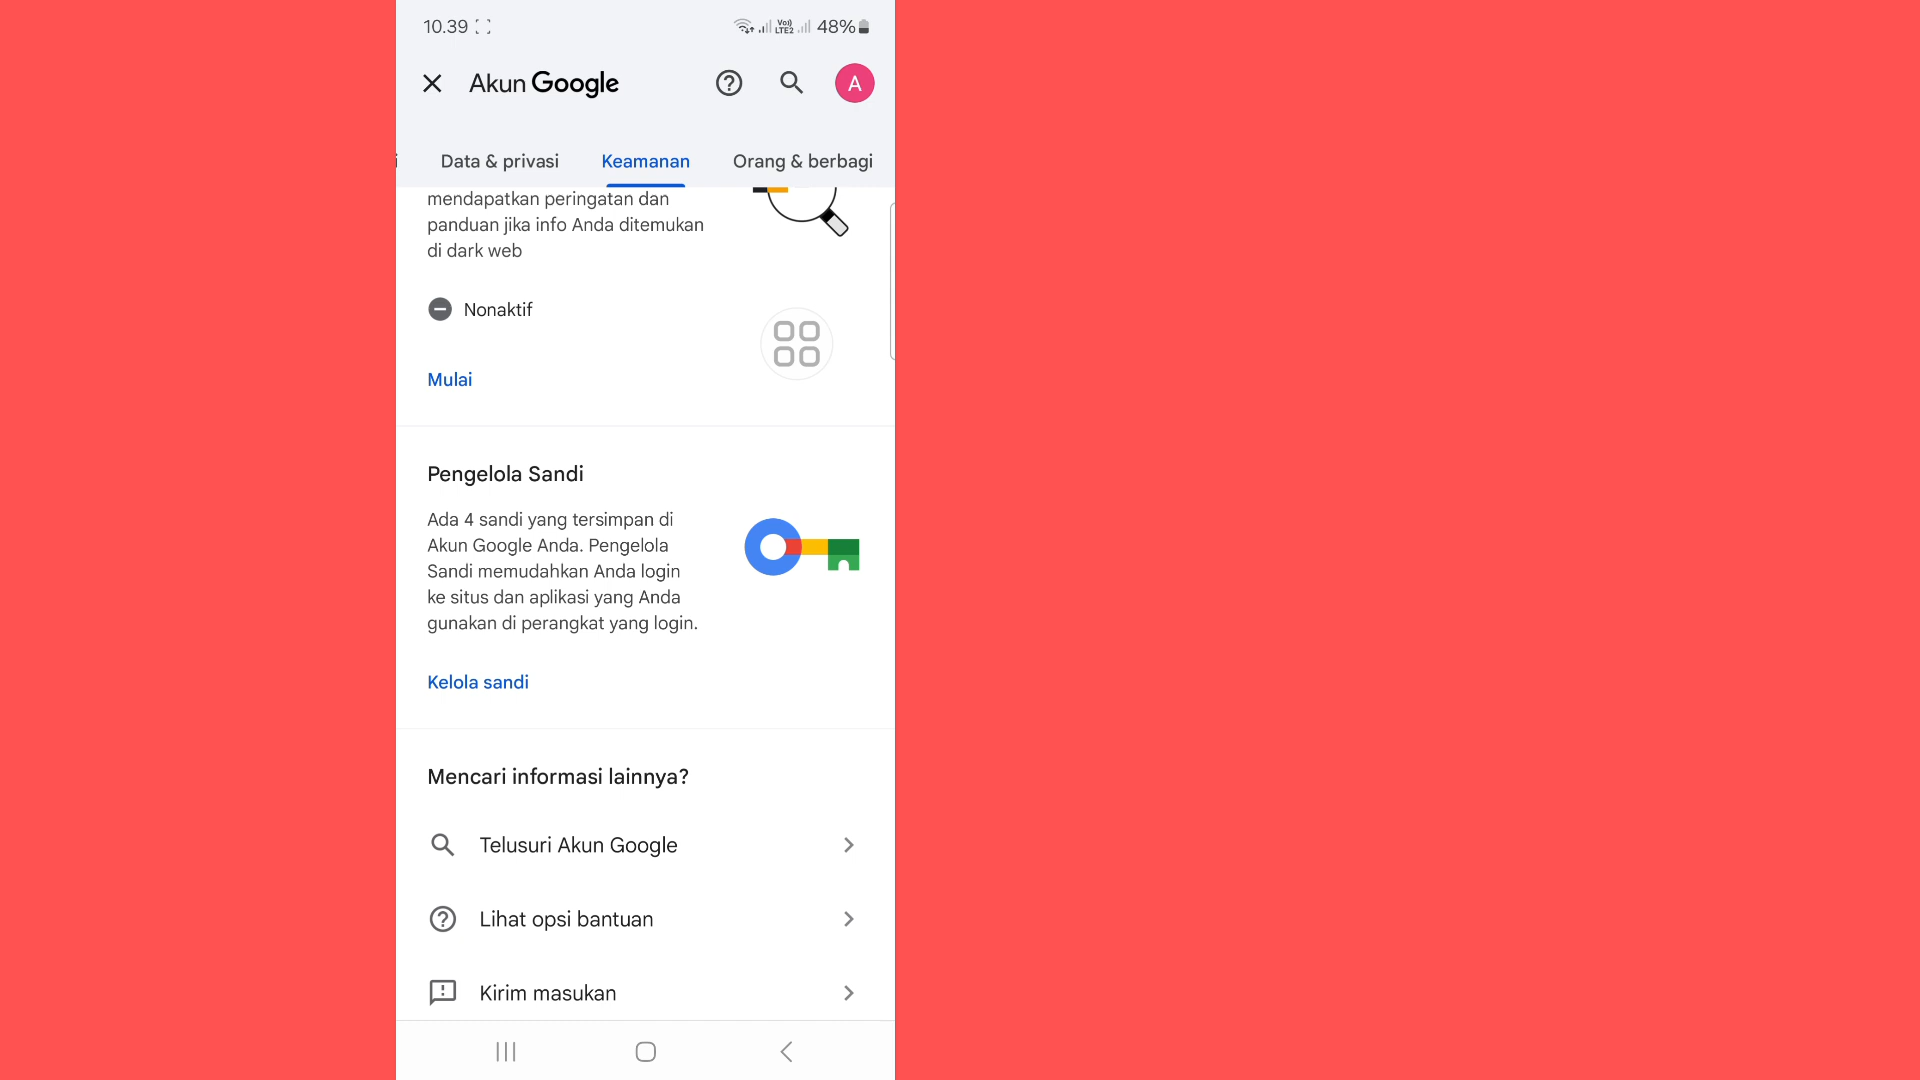 10.39
Vo))
LTE2
48%
Akun Google
A
Data & privasi
Keamanan
Orang & berbagi
mendapatkan peringatan dan
panduan jika info Anda ditemukan
di dark web
Nonaktif
Mulai
Pengelola Sandi
Ada 4 sandi yang tersimpan di
Akun Google Anda. Pengelola
Sandi memudahkan Anda login
ke situs dan aplikasi yang Anda
gunakan di perangkat yang login.
Kelola sandi
Mencari informasi lainnya?
Telusuri Akun Google
Lihat opsi bantuan
Kirim masukan